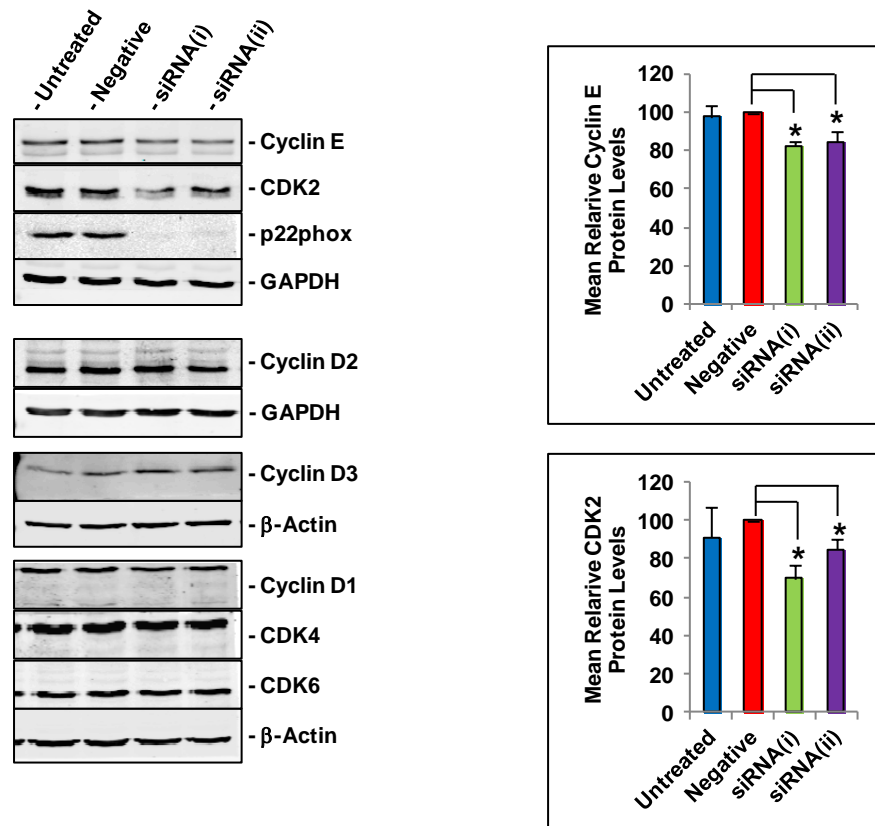 - Untreated
- Negative
- siRNA(i)
- siRNA(ii)
- Cyclin E
- CDK2
- p22phox
- GAPDH
- Cyclin D2
- GAPDH
- Cyclin D3
- β-Actin
- Cyclin D1
- CDK4
- CDK6
- β-Actin
Mean Relarive Cyclin E
Protein Levels
120
100
80
60
40
20
0
* *
Untreated
Negative
siRNA(i)
siRNA(ii)
Mean Relarive CDK2
Protein Levels
120
100
80
60
40
20
0
* *
Untreated
Negative
siRNA(i)
siRNA(ii)